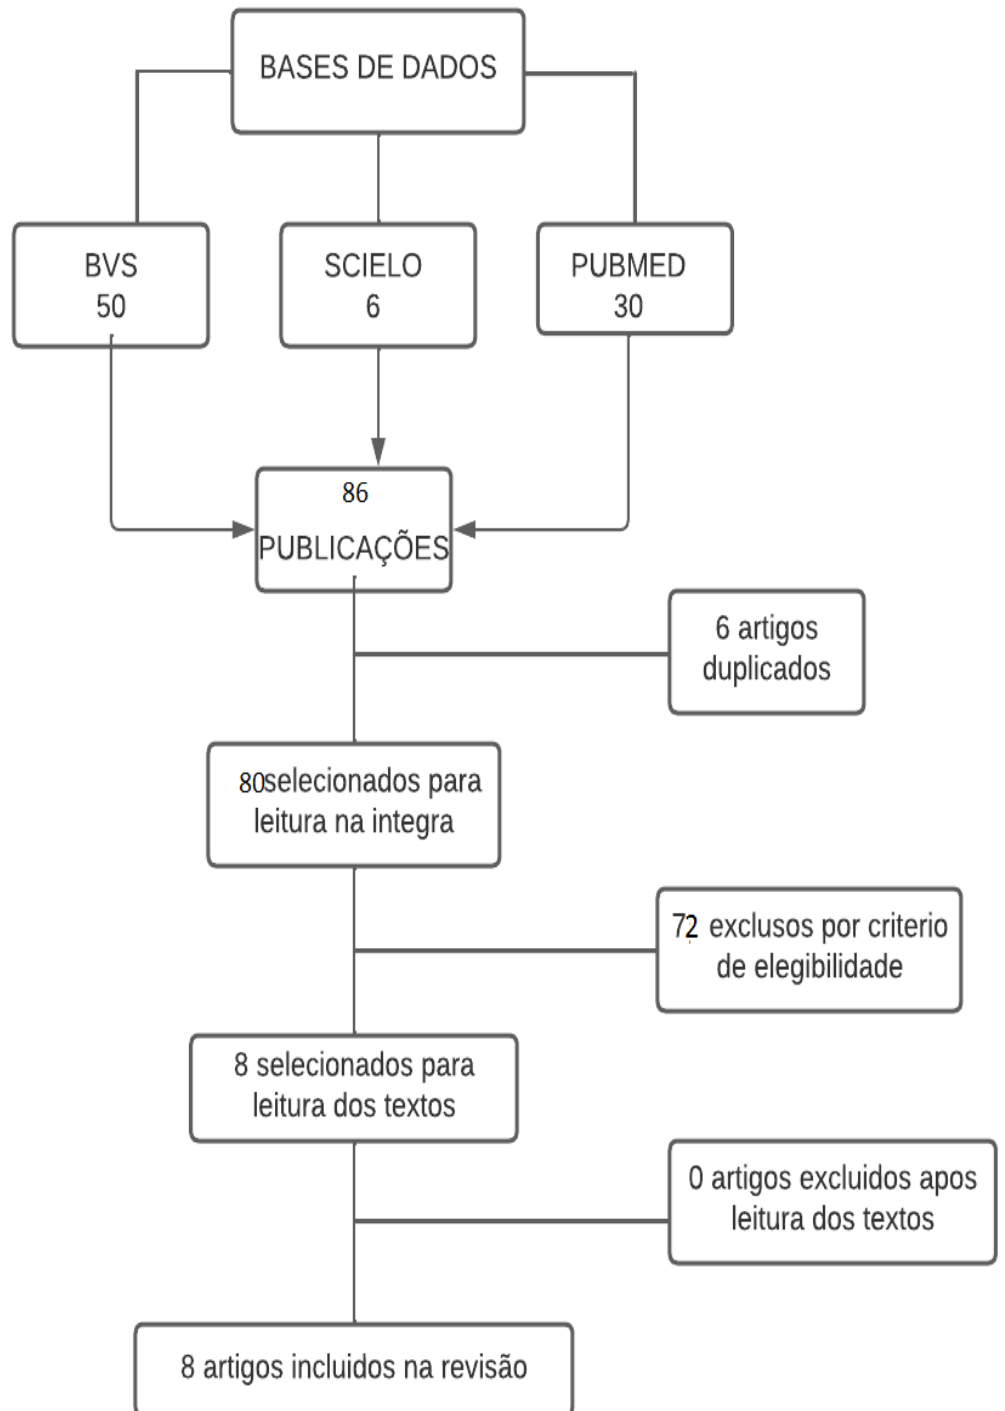 BASES DE DADOS
BVS
50
SCIELO
6
PUBMED
30
86
PUBLICAÇÕES
6 artigos
duplicados
80selecionados para
leitura na integra
72 exclusos por criterio
de elegibilidade
8 selecionados para
leitura dos textos
0 artigos excluidos apos
leitura dos textos
8 artigos incluidos na revisão